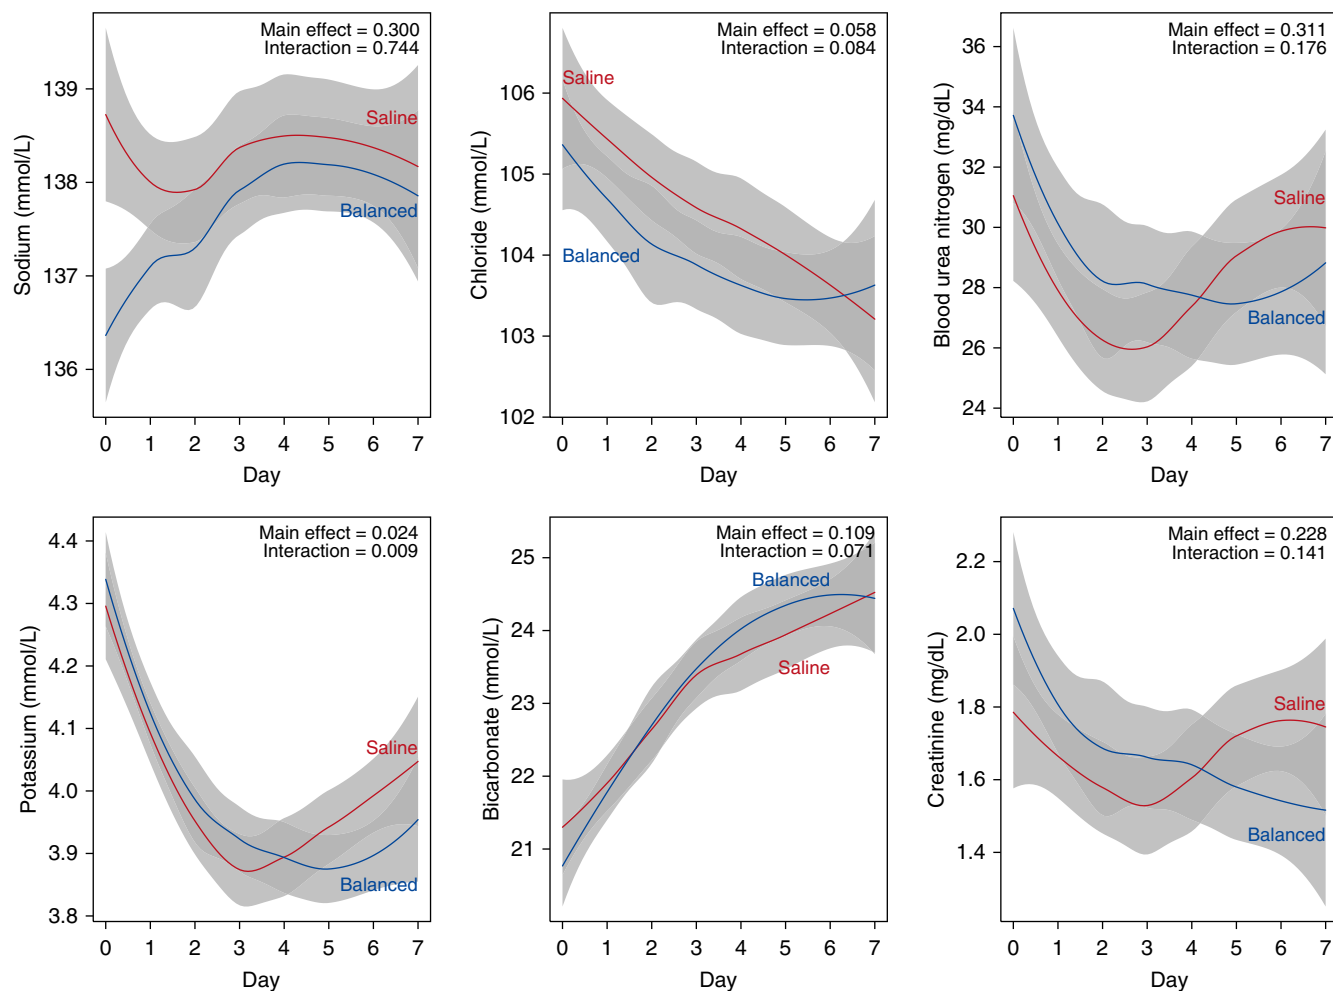 Main effect = 0.300
Interaction = 0.744
Sodium (mmol/L)
139
138
137
136
Saline
Balanced
0 1 2 3 4 5 6 7
Day
Main effect = 0.058
Interaction = 0.084
Chloride (mmol/L)
106
105
104
103
102
Saline
Balanced
0 1 2 3 4 5 6 7
Day
Main effect = 0.311
Interaction = 0.176
Blood urea nitrogen (mg/dL)
36
34
32
30
28
26
24
Saline
Balanced
0 1 2 3 4 5 6 7
Day
Main effect = 0.024
Interaction = 0.009
Potassium (mmol/L)
4.4
4.3
4.2
4.1
4.0
3.9
3.8
Saline
Balanced
0 1 2 3 4 5 6 7
Day
Main effect = 0.109
Interaction = 0.071
Bicarbonate (mmol/L)
25
24
23
22
21
Balanced
Saline
0 1 2 3 4 5 6 7
Day
Main effect = 0.228
Interaction = 0.141
Creatinine (mg/dL)
2.2
2.0
1.8
1.6
1.4
Saline
Balanced
0 1 2 3 4 5 6 7
Day